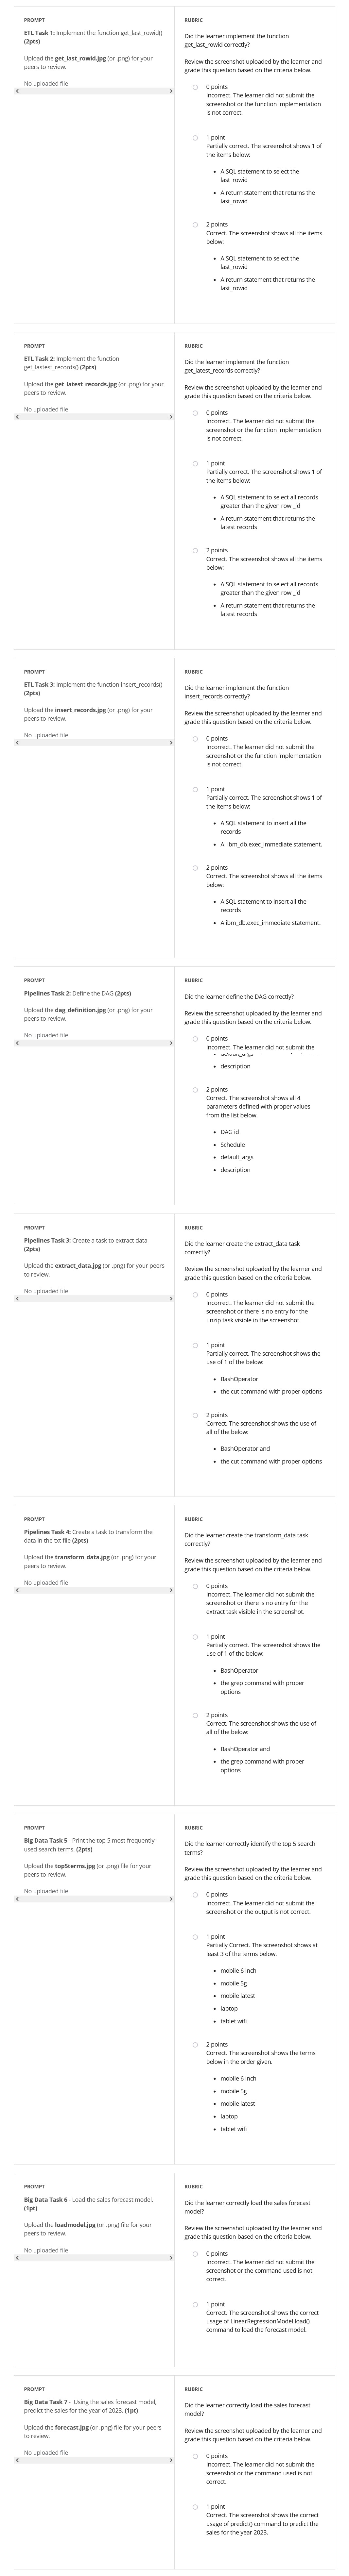 PROMPT
ETL Task 1: Implement the function get_last_rowid()
(2pts)
Upload the get_last_rowid.jpg (or .png) for your
peers to review.
No uploaded file
RUBRIC
Did the learner implement the function
get_last_rowid correctly?
Review the screenshot uploaded by the learner and
grade this question based on the criteria below.
0 points
Incorrect. The learner did not submit the
screenshot or the function implementation
is not correct.
1 point
Partially correct. The screenshot shows 1 of
the items below:
A SQL statement to select the
last_rowid
A return statement that returns the
last_rowid
2 points
Correct. The screenshot shows all the items
below:
A SQL statement to select the
last_rowid
A return statement that returns the
last_rowid
PROMPT
ETL Task 2: Implement the function
get_lastest_records() (2pts)
Upload the get_latest_records.jpg (or .png) for your
peers to review.
No uploaded file
RUBRIC
Did the learner implement the function
get_latest_records correctly?
Review the screenshot uploaded by the learner and
grade this question based on the criteria below.
0 points
Incorrect. The learner did not submit the
screenshot or the function implementation
is not correct.
1 point
Partially correct. The screenshot shows 1 of
the items below:
A SQL statement to select all records
greater than the given row _id
A return statement that returns the
latest records
2 points
Correct. The screenshot shows all the items
below:
A SQL statement to select all records
greater than the given row _id
A return statement that returns the
latest records
PROMPT
ETL Task 3: Implement the function insert_records()
(2pts)
Upload the insert_records.jpg (or .png) for your
peers to review.
No uploaded file
RUBRIC
Did the learner implement the function
insert_records correctly?
Review the screenshot uploaded by the learner and
grade this question based on the criteria below.
0 points
Incorrect. The learner did not submit the
screenshot or the function implementation
is not correct.
1 point
Partially correct. The screenshot shows 1 of
the items below:
A SQL statement to insert all the
records
A ibm_db.exec_immediate statement.
2 points
Correct. The screenshot shows all the items
below:
A SQL statement to insert all the
records
A ibm_db.exec_immediate statement.
PROMPT
Pipelines Task 2: Define the DAG (2pts)
Upload the dag_definition.jpg (or .png) for your
peers to review.
No uploaded file
RUBRIC
Did the learner define the DAG correctly?
Review the screenshot uploaded by the learner and
grade this question based on the criteria below.
0 points
Incorrect. The learner did not submit the
description
2 points
Correct. The screenshot shows all 4
parameters defined with proper values
from the list below.
DAG id
Schedule
default_args
description
PROMPT
Pipelines Task 3: Create a task to extract data
(2pts)
Upload the extract_data.jpg (or .png) for your peers
to review.
No uploaded file
RUBRIC
Did the learner create the extract_data task
correctly?
Review the screenshot uploaded by the learner and
grade this question based on the criteria below.
0 points
Incorrect. The learner did not submit the
screenshot or there is no entry for the
unzip task visible in the screenshot.
1 point
Partially correct. The screenshot shows the
use of 1 of the below:
BashOperator
the cut command with proper options
2 points
Correct. The screenshot shows the use of
all of the below:
BashOperator and
the cut command with proper options
PROMPT
Pipelines Task 4: Create a task to transform the
data in the txt file (2pts)
Upload the transform_data.jpg (or .png) for your
peers to review.
No uploaded file
RUBRIC
Did the learner create the transform_data task
correctly?
Review the screenshot uploaded by the learner and
grade this question based on the criteria below.
0 points
Incorrect. The learner did not submit the
screenshot or there is no entry for the
extract task visible in the screenshot.
1 point
Partially correct. The screenshot shows the
use of 1 of the below:
BashOperator
the grep command with proper
options
2 points
Correct. The screenshot shows the use of
all of the below:
BashOperator and
the grep command with proper
options
PROMPT
Big Data Task 5 - Print the top 5 most frequently
used search terms. (2pts)
Upload the top5terms.jpg (or .png) file for your
peers to review.
No uploaded file
RUBRIC
Did the learner correctly identify the top 5 search
terms?
Review the screenshot uploaded by the learner and
grade this question based on the criteria below.
0 points
Incorrect. The learner did not submit the
screenshot or the output is not correct.
1 point
Partially Correct. The screenshot shows at
least 3 of the terms below.
mobile 6 inch
mobile 5g
mobile latest
laptop
tablet wifi
2 points
Correct. The screenshot shows the terms
below in the order given.
mobile 6 inch
mobile 5g
mobile latest
laptop
tablet wifi
PROMPT
Big Data Task 6 - Load the sales forecast model.
(1pt)
Upload the loadmodel.jpg (or .png) file for your
peers to review.
No uploaded file
RUBRIC
Did the learner correctly load the sales forecast
model?
Review the screenshot uploaded by the learner and
grade this question based on the criteria below.
0 points
Incorrect. The learner did not submit the
screenshot or the command used is not
correct.
1 point
Correct. The screenshot shows the correct
usage of LinearRegressionModel.load()
command to load the forecast model.
PROMPT
Big Data Task 7 - Using the sales forecast model,
predict the sales for the year of 2023. (1pt)
Upload the forecast.jpg (or .png) file for your peers
to review.
No uploaded file
RUBRIC
Did the learner correctly load the sales forecast
model?
Review the screenshot uploaded by the learner and
grade this question based on the criteria below.
0 points
Incorrect. The learner did not submit the
screenshot or the command used is not
correct.
1 point
Correct. The screenshot shows the correct
usage of predict() command to predict the
sales for the year 2023.